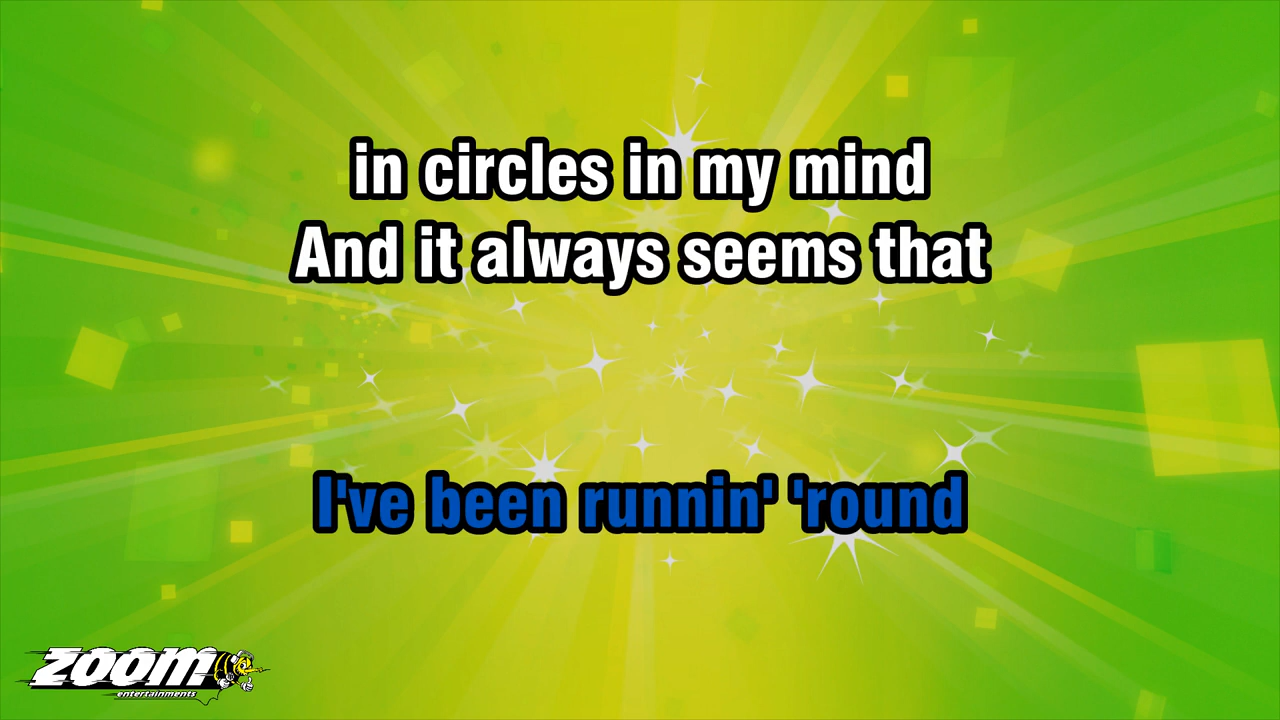 in circles in my mind
And it always seems that
I've been runnin' 'round
zoom
entertainments